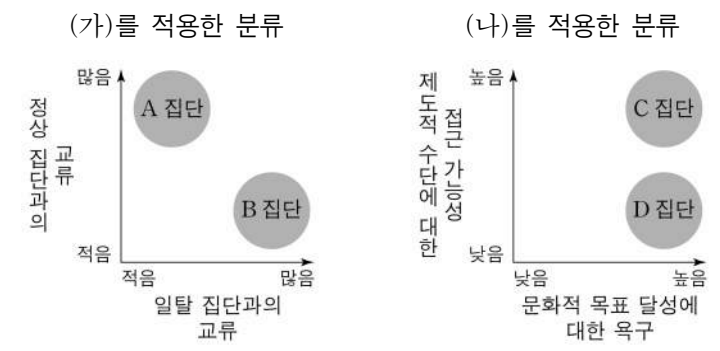 (가)를 적용한 분류
많음
정상 집단과의
교류
A 집단
B 집단
적음
적음
많음
일탈 집단과의
교류
(나)를 적용한 분류
높음
제도적 수단에 대한
접근 가능성
C 집단
D 집단
낮음
낮음
높음
문화적 목표 달성에
대한 욕구